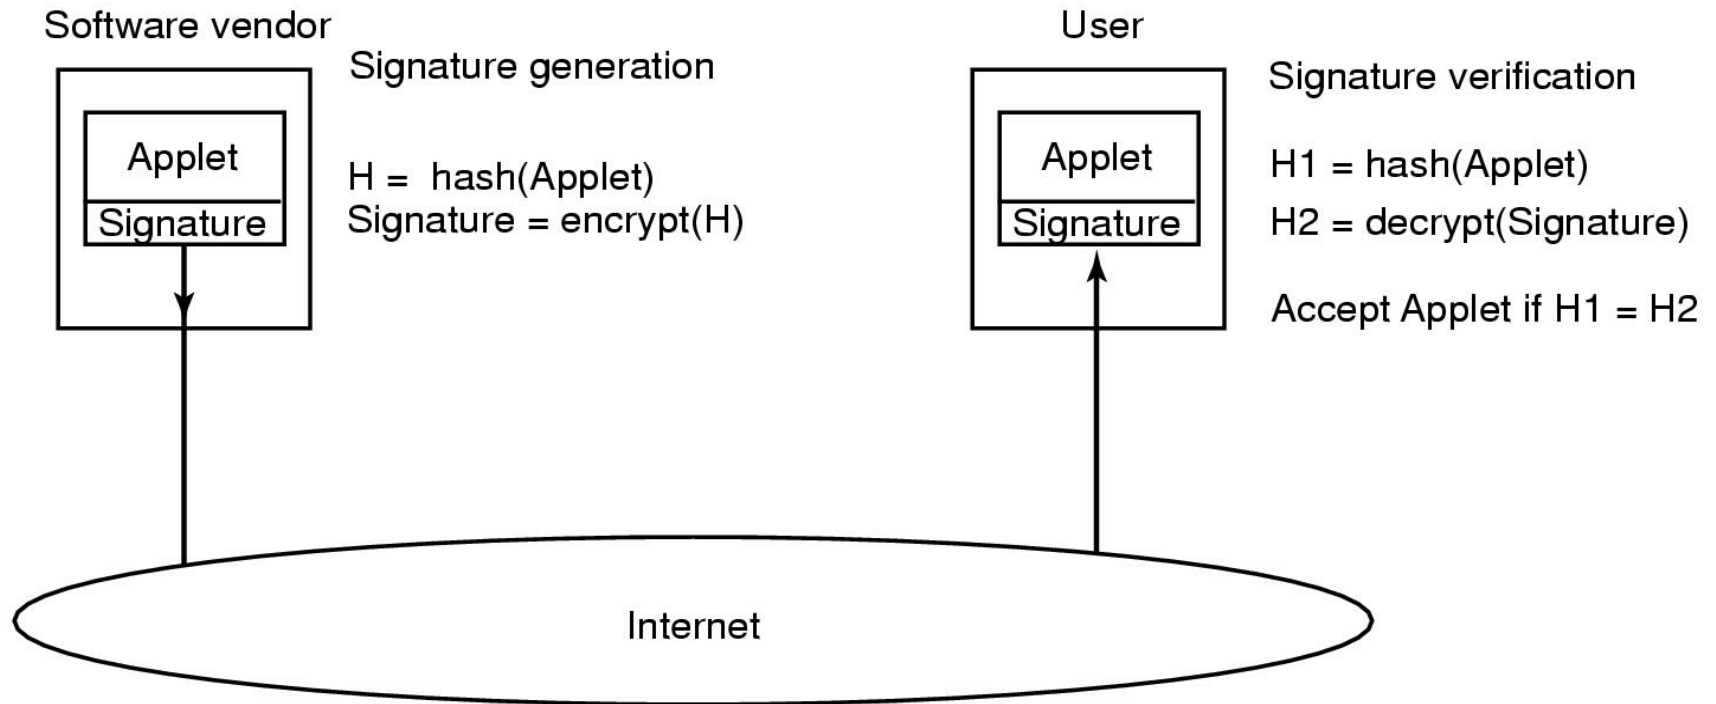 Software vendor
Signature generation
Applet
Signature
H = hash(Applet)
Signature = encrypt(H)
User
Signature verification
Applet
Signature
H1 = hash(Applet)
H2 = decrypt(Signature)
Accept Applet if H1 = H2
Internet